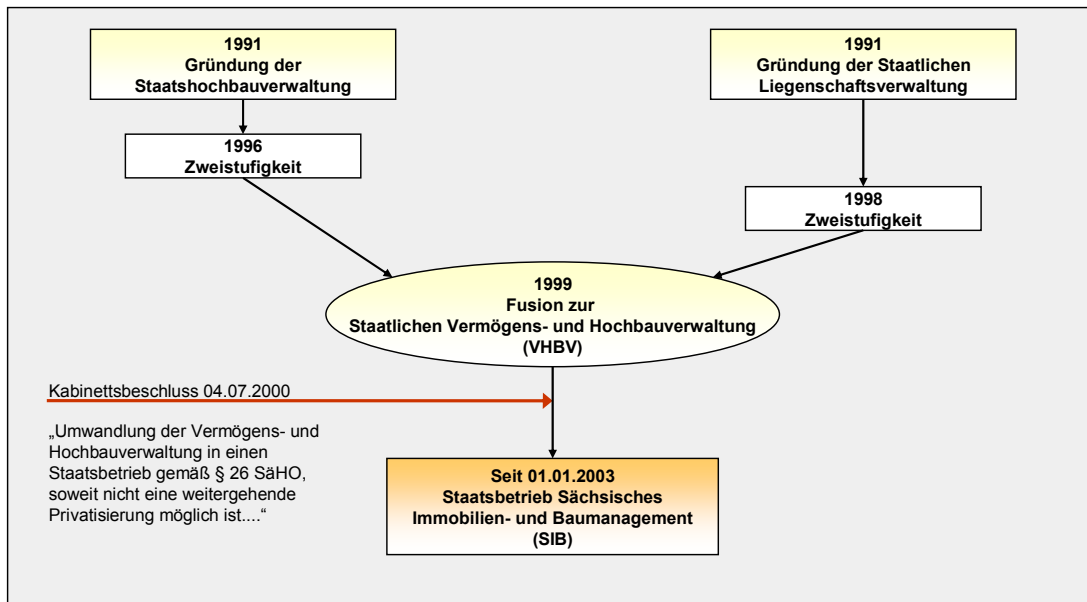 1991
Gründung der
Staatshochbauverwaltung
1991
Gründung der Staatlichen
Liegenschaftsverwaltung
1996
Zweistufigkeit
1998
Zweistufigkeit
1999
Fusion zur
Staatlichen Vermögens- und Hochbauverwaltung
(VHBV)
Kabinettsbeschluss 04.07.2000
„Umwandlung der Vermögens- und
Hochbauverwaltung in einen
Staatsbetrieb gemäß § 26 SäHO,
soweit nicht eine weitergehende
Privatisierung möglich ist....“
Seit 01.01.2003
Staatsbetrieb Sächsisches
Immobilien- und Baumanagement
(SIB)